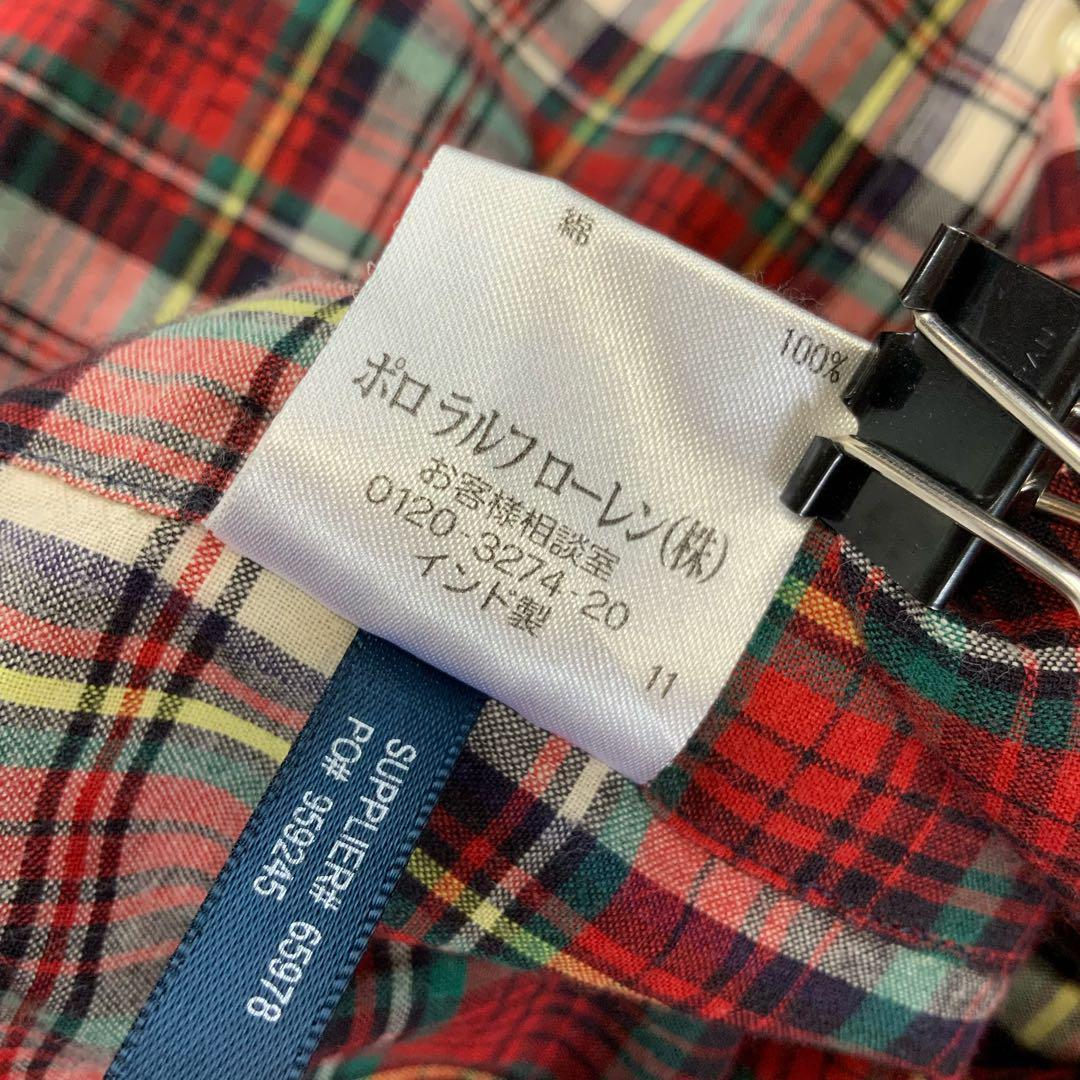 綿 100%
ポロ ラルフ ローレン(株)
お客様相談室
0120-3274-20
インド製
11
SUPPLIER# 65978
PO# 959245